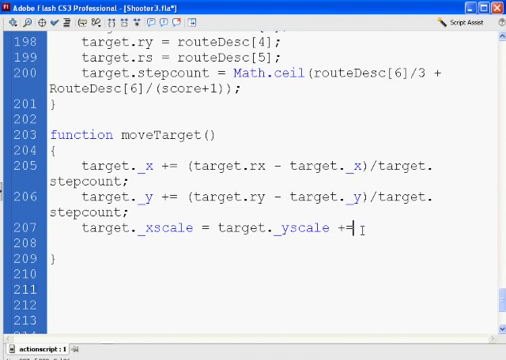 Adobe Flash CS3 Professional - [Shooter3.fla*]
Script Assist
198 target.ry = routeDesc[4];
199 target.rs = routeDesc[5];
200 target.stepcount = Math.ceil(routeDesc[6]/3 +
RouteDesc[6]/(score+1));
201 }
202
203 function moveTarget()
204 {
205 target._x += (target.rx - target._x)/target.
stepcount;
206 target._y += (target.ry - target._y)/target.
stepcount;
207 target._xscale = target._yscale +=
208
209 }
210
211
212
213
actionscript : 1